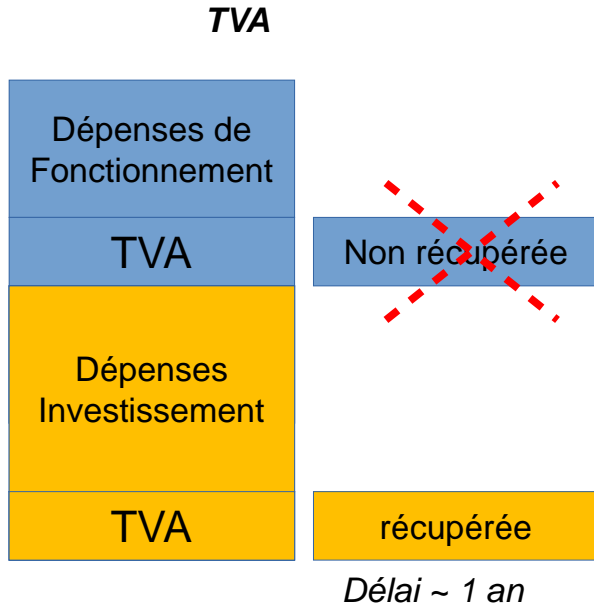 TVA
Dépenses de
Fonctionnement
TVA
Non récupérée
Dépenses
Investissement
TVA
récupérée
Délai ~ 1 an